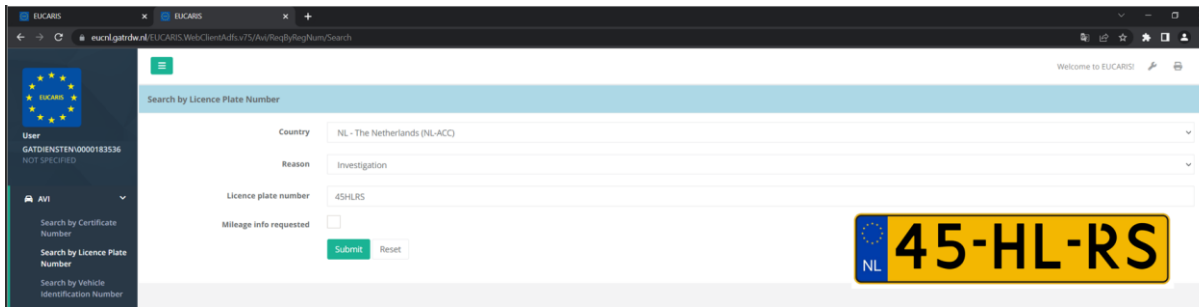 EUCARIS
EUCARIS
eucnl.gatrdw.nl/EUCARIS.WebClientAdfs.v75/Avi/ReqByRegNum/Search
EUCARIS
Welcome to EUCARIS!
Search by Licence Plate Number
User
GATDIENSTEN\0000183536
NOT SPECIFIED
Country
NL - The Netherlands (NL-ACC)
Reason
Investigation
AVI
Licence plate number
45HLRS
Search by Certificate
Number
Mileage info requested
Search by Licence Plate
Number
Submit
Reset
Search by Vehicle
Identification Number
NL
45-HL-RS